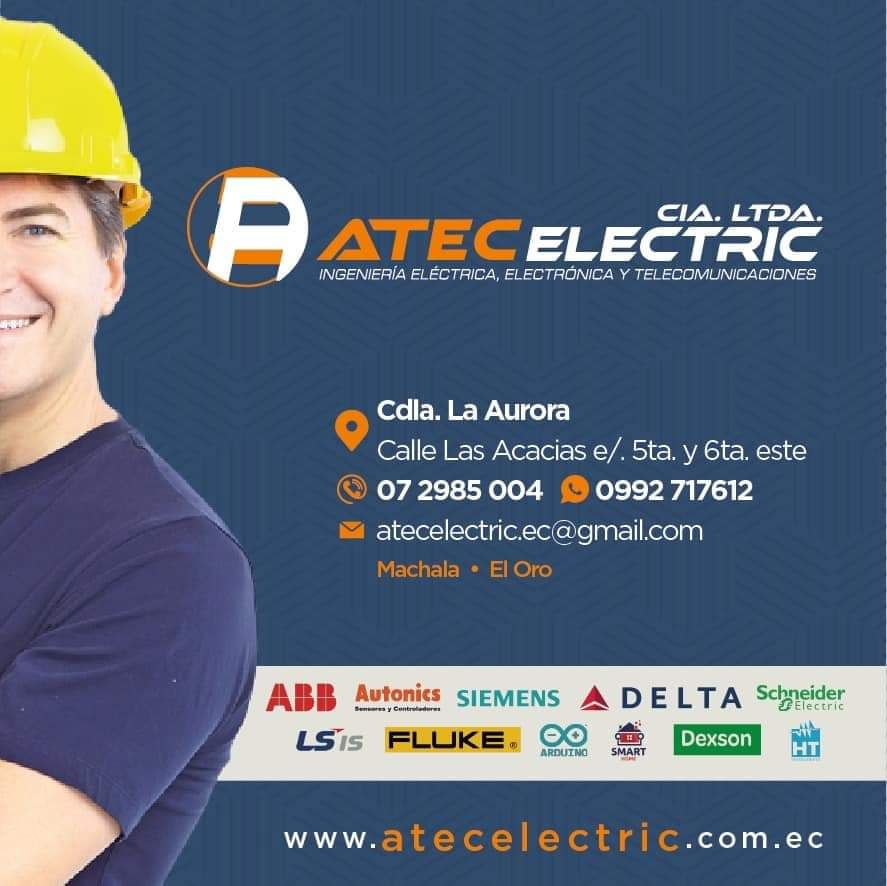 CIA. LTDA.
ATEC ELECTRIC
INGENIERÍA ELÉCTRICA, ELECTRÓNICA Y TELECOMUNICACIONES
Cdla. La Aurora
Calle Las Acacias e/. 5ta. y 6ta. este
07 2985 004 0992 717612
atecelectric.ec@gmail.com
Machala • El Oro
ABB Autonics SIEMENS DELTA Schneider
Sensores y Controladores Electric
LSis FLUKE® ARDUINO SMART HOME Dexson HT
www.atecelectric.com.ec